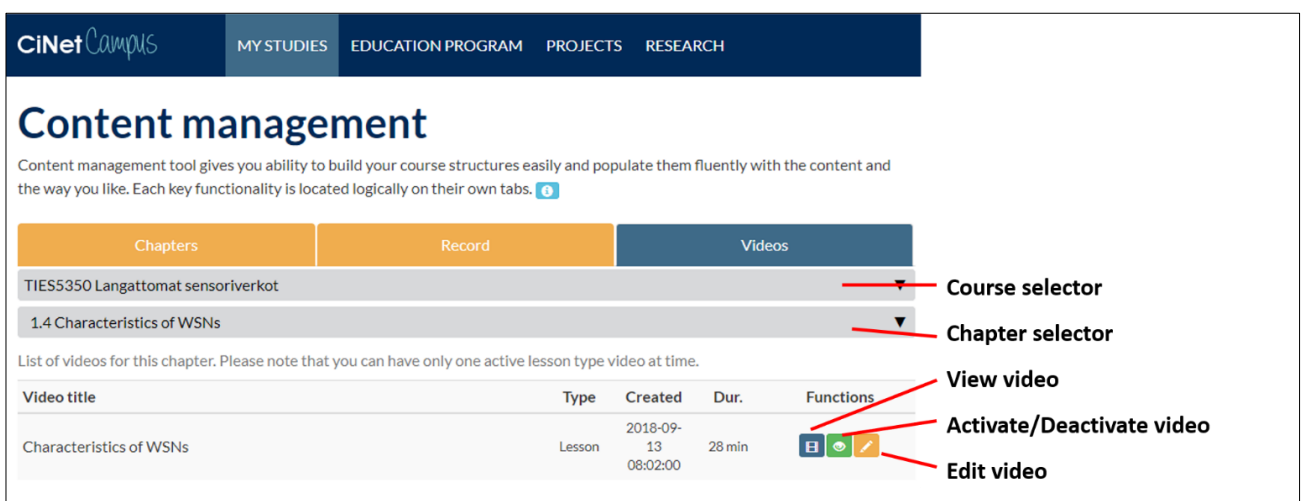 CiNet Campus
MY STUDIES EDUCATION PROGRAM PROJECTS RESEARCH
Content management
Content management tool gives you ability to build your course structures easily and populate them fluently with the content and
the way you like. Each key functionality is located logically on their own tabs.
Chapters Record Videos
TIES5350 Langattomat sensoriverkot
Course selector
1.4 Characteristics of WSNs
Chapter selector
List of videos for this chapter. Please note that you can have only one active lesson type video at time.
View video
Video title Type Created Dur. Functions
Activate/Deactivate video
Characteristics of WSNs Lesson 2018-09-
13
08:02:00 28 min
Edit video